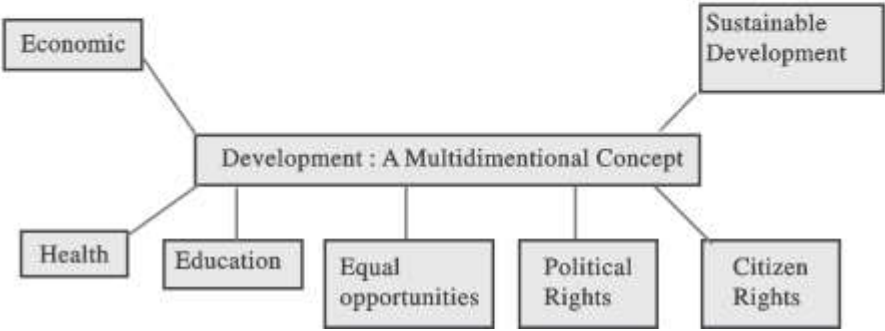 Economic
Sustainable
Development
Development : A Multidimentional Concept
Health
Education
Equal
opportunities
Political
Rights
Citizen
Rights